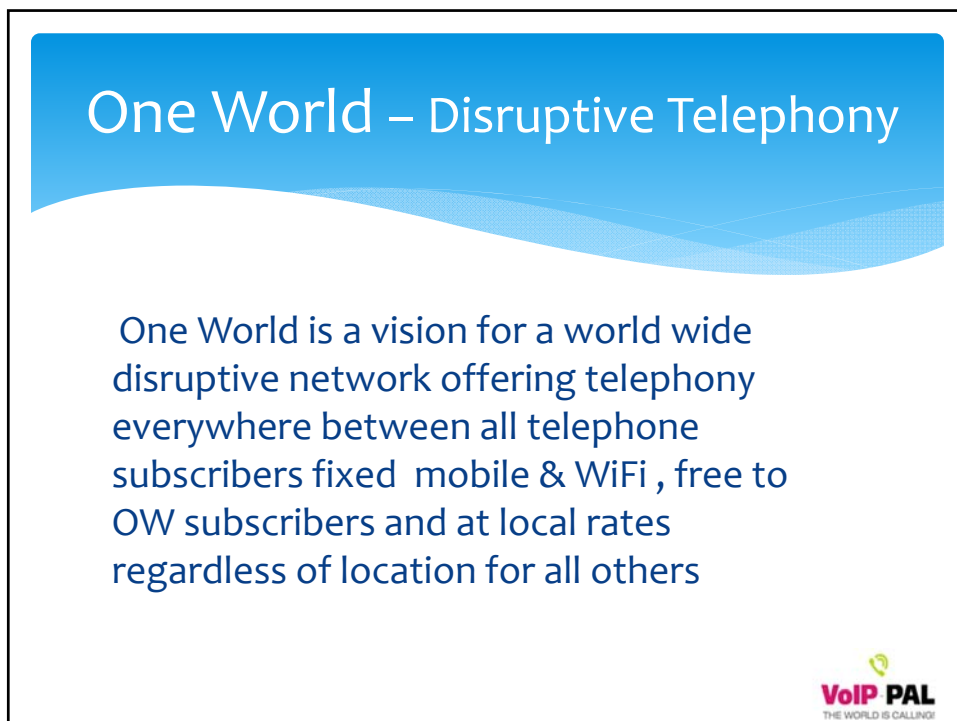 One World – Disruptive Telephony
One World is a vision for a world wide
disruptive network offering telephony
everywhere between all telephone
subscribers fixed mobile & WiFi , free to
OW subscribers and at local rates
regardless of location for all others
VoIP-PAL
THE WORLD IS CALLING!